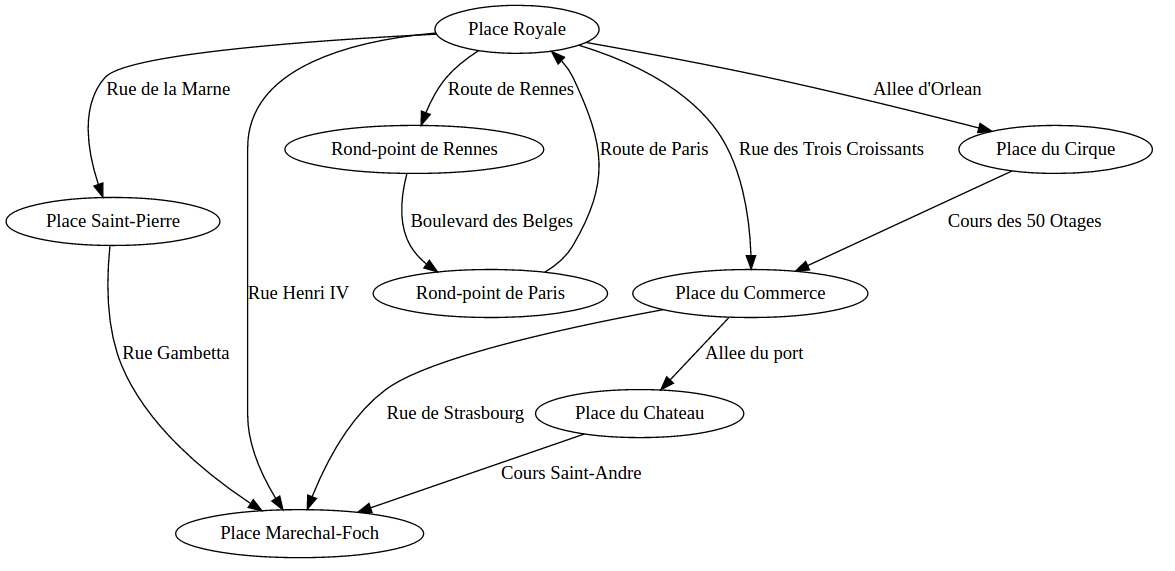 Place Royale
Rue de la Marne
Route de Rennes
Allee d'Orlean
Rond-point de Rennes
Route de Paris
Rue des Trois Croissants
Place du Cirque
Place Saint-Pierre
Boulevard des Belges
Cours des 50 Otages
Rue Henri IV
Rond-point de Paris
Place du Commerce
Rue Gambetta
Allee du port
Rue de Strasbourg
Place du Chateau
Cours Saint-Andre
Place Marechal-Foch